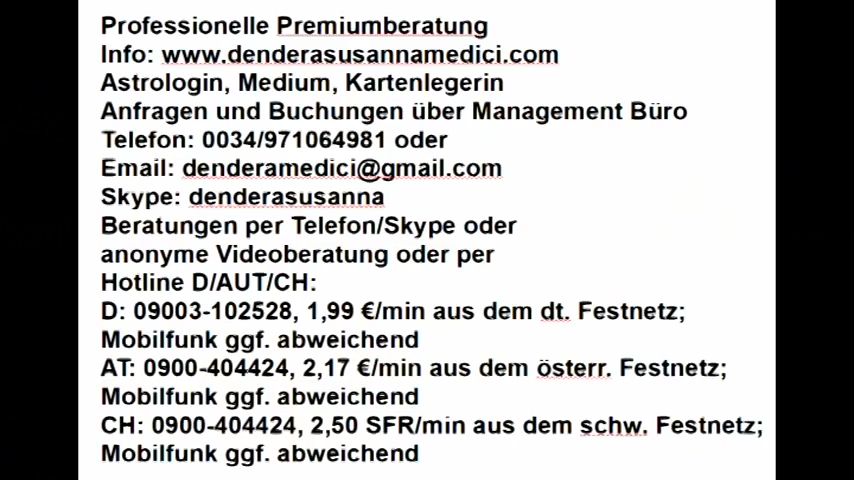 Professionelle Premiumberatung
Info: www.denderasusannamedici.com
Astrologin, Medium, Kartenlegerin
Anfragen und Buchungen über Management Büro
Telefon: 0034/971064981 oder
Email: denderamedici@gmail.com
Skype: denderasusanna
Beratungen per Telefon/Skype oder
anonyme Videoberatung oder per
Hotline D/AUT/CH:
D: 09003-102528, 1,99 €/min aus dem dt. Festnetz;
Mobilfunk ggf. abweichend
AT: 0900-404424, 2,17 €/min aus dem österr. Festnetz;
Mobilfunk ggf. abweichend
CH: 0900-404424, 2,50 SFR/min aus dem schw. Festnetz;
Mobilfunk ggf. abweichend